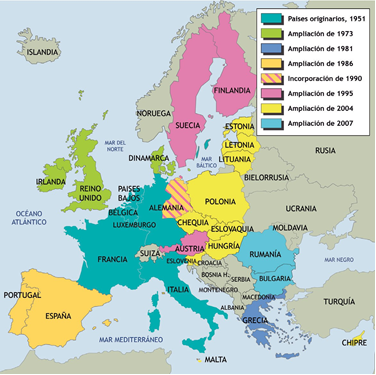 Países originarios, 1951
Ampliación de 1973
Ampliación de 1981
Ampliación de 1986
Incorporación de 1990
Ampliación de 1995
Ampliación de 2004
Ampliación de 2007
ISLANDIA
FINLANDIA
NORUEGA
SUECIA
ESTONIA
LETONIA
LITUANIA
RUSIA
MAR DEL
NORTE
MAR
BÁLTICO
DINAMARCA
IRLANDA
REINO
UNIDO
PAISES
BAJOS
BÉLGICA
LUXEMBURGO
ALEMANIA
POLONIA
BIELORRUSIA
UCRANIA
MOLDAVIA
OCÉANO
ATLÁNTICO
CHEQUIA
ESLOVAQUIA
AUSTRIA
HUNGRÍA
SUIZA
FRANCIA
ESLOVENIA
CROACIA
BOSNIA H.
SERBIA
MONTENEGRO
RUMANÍA
BULGARIA
MAR NEGRO
ITALIA
MACEDONIA
ALBANIA
GRECIA
TURQUÍA
PORTUGAL
ESPAÑA
MAR MEDITERRÁNEO
MALTA
CHIPRE